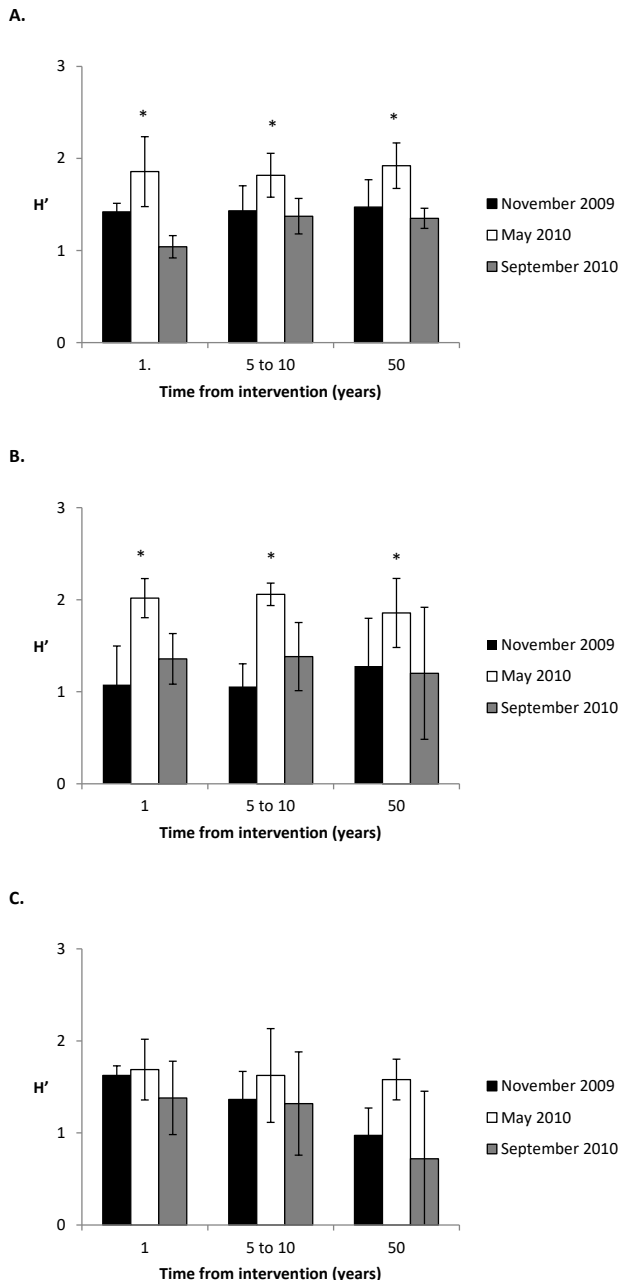 A.
3
*
*
*
2
H'
November 2009
May 2010
1
September 2010
0
1.
5 to 10
50
Time from intervention (years)
B.
3
*
*
*
2
H'
November 2009
May 2010
1
September 2010
0
1
5 to 10
50
Time from intervention (years)
C.
3
2
H'
November 2009
May 2010
1
September 2010
0
1
5 to 10
50
Time from intervention (years)